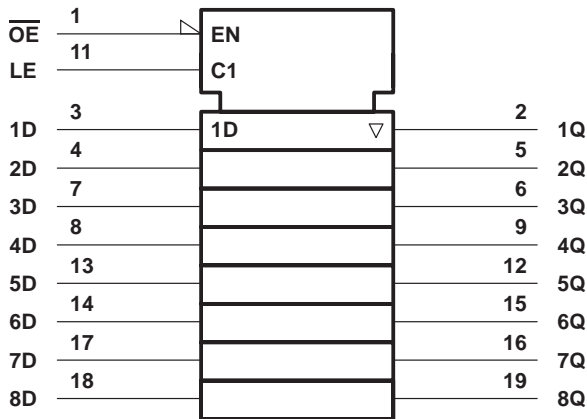 1
OE EN
11
LE C1
3 2
1D 1D ▽ 1Q
4 5
2D 2Q
7 6
3D 3Q
8 9
4D 4Q
13 12
5D 5Q
14 15
6D 6Q
17 16
7D 7Q
18 19
8D 8Q